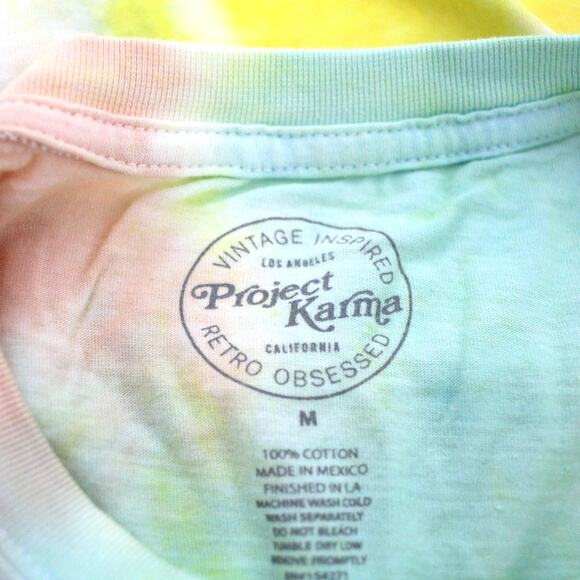 VINTAGE INSPIRED
LOS ANGELES
Project
Karma
CALIFORNIA
RETRO OBSESSED
M
100% COTTON
MADE IN MEXICO
FINISHED IN LA
MACHINE WASH COLD
WASH SEPARATELY
DO NOT BLEACH
TUMBLE DRY LOW
REMOVE PROMPTLY